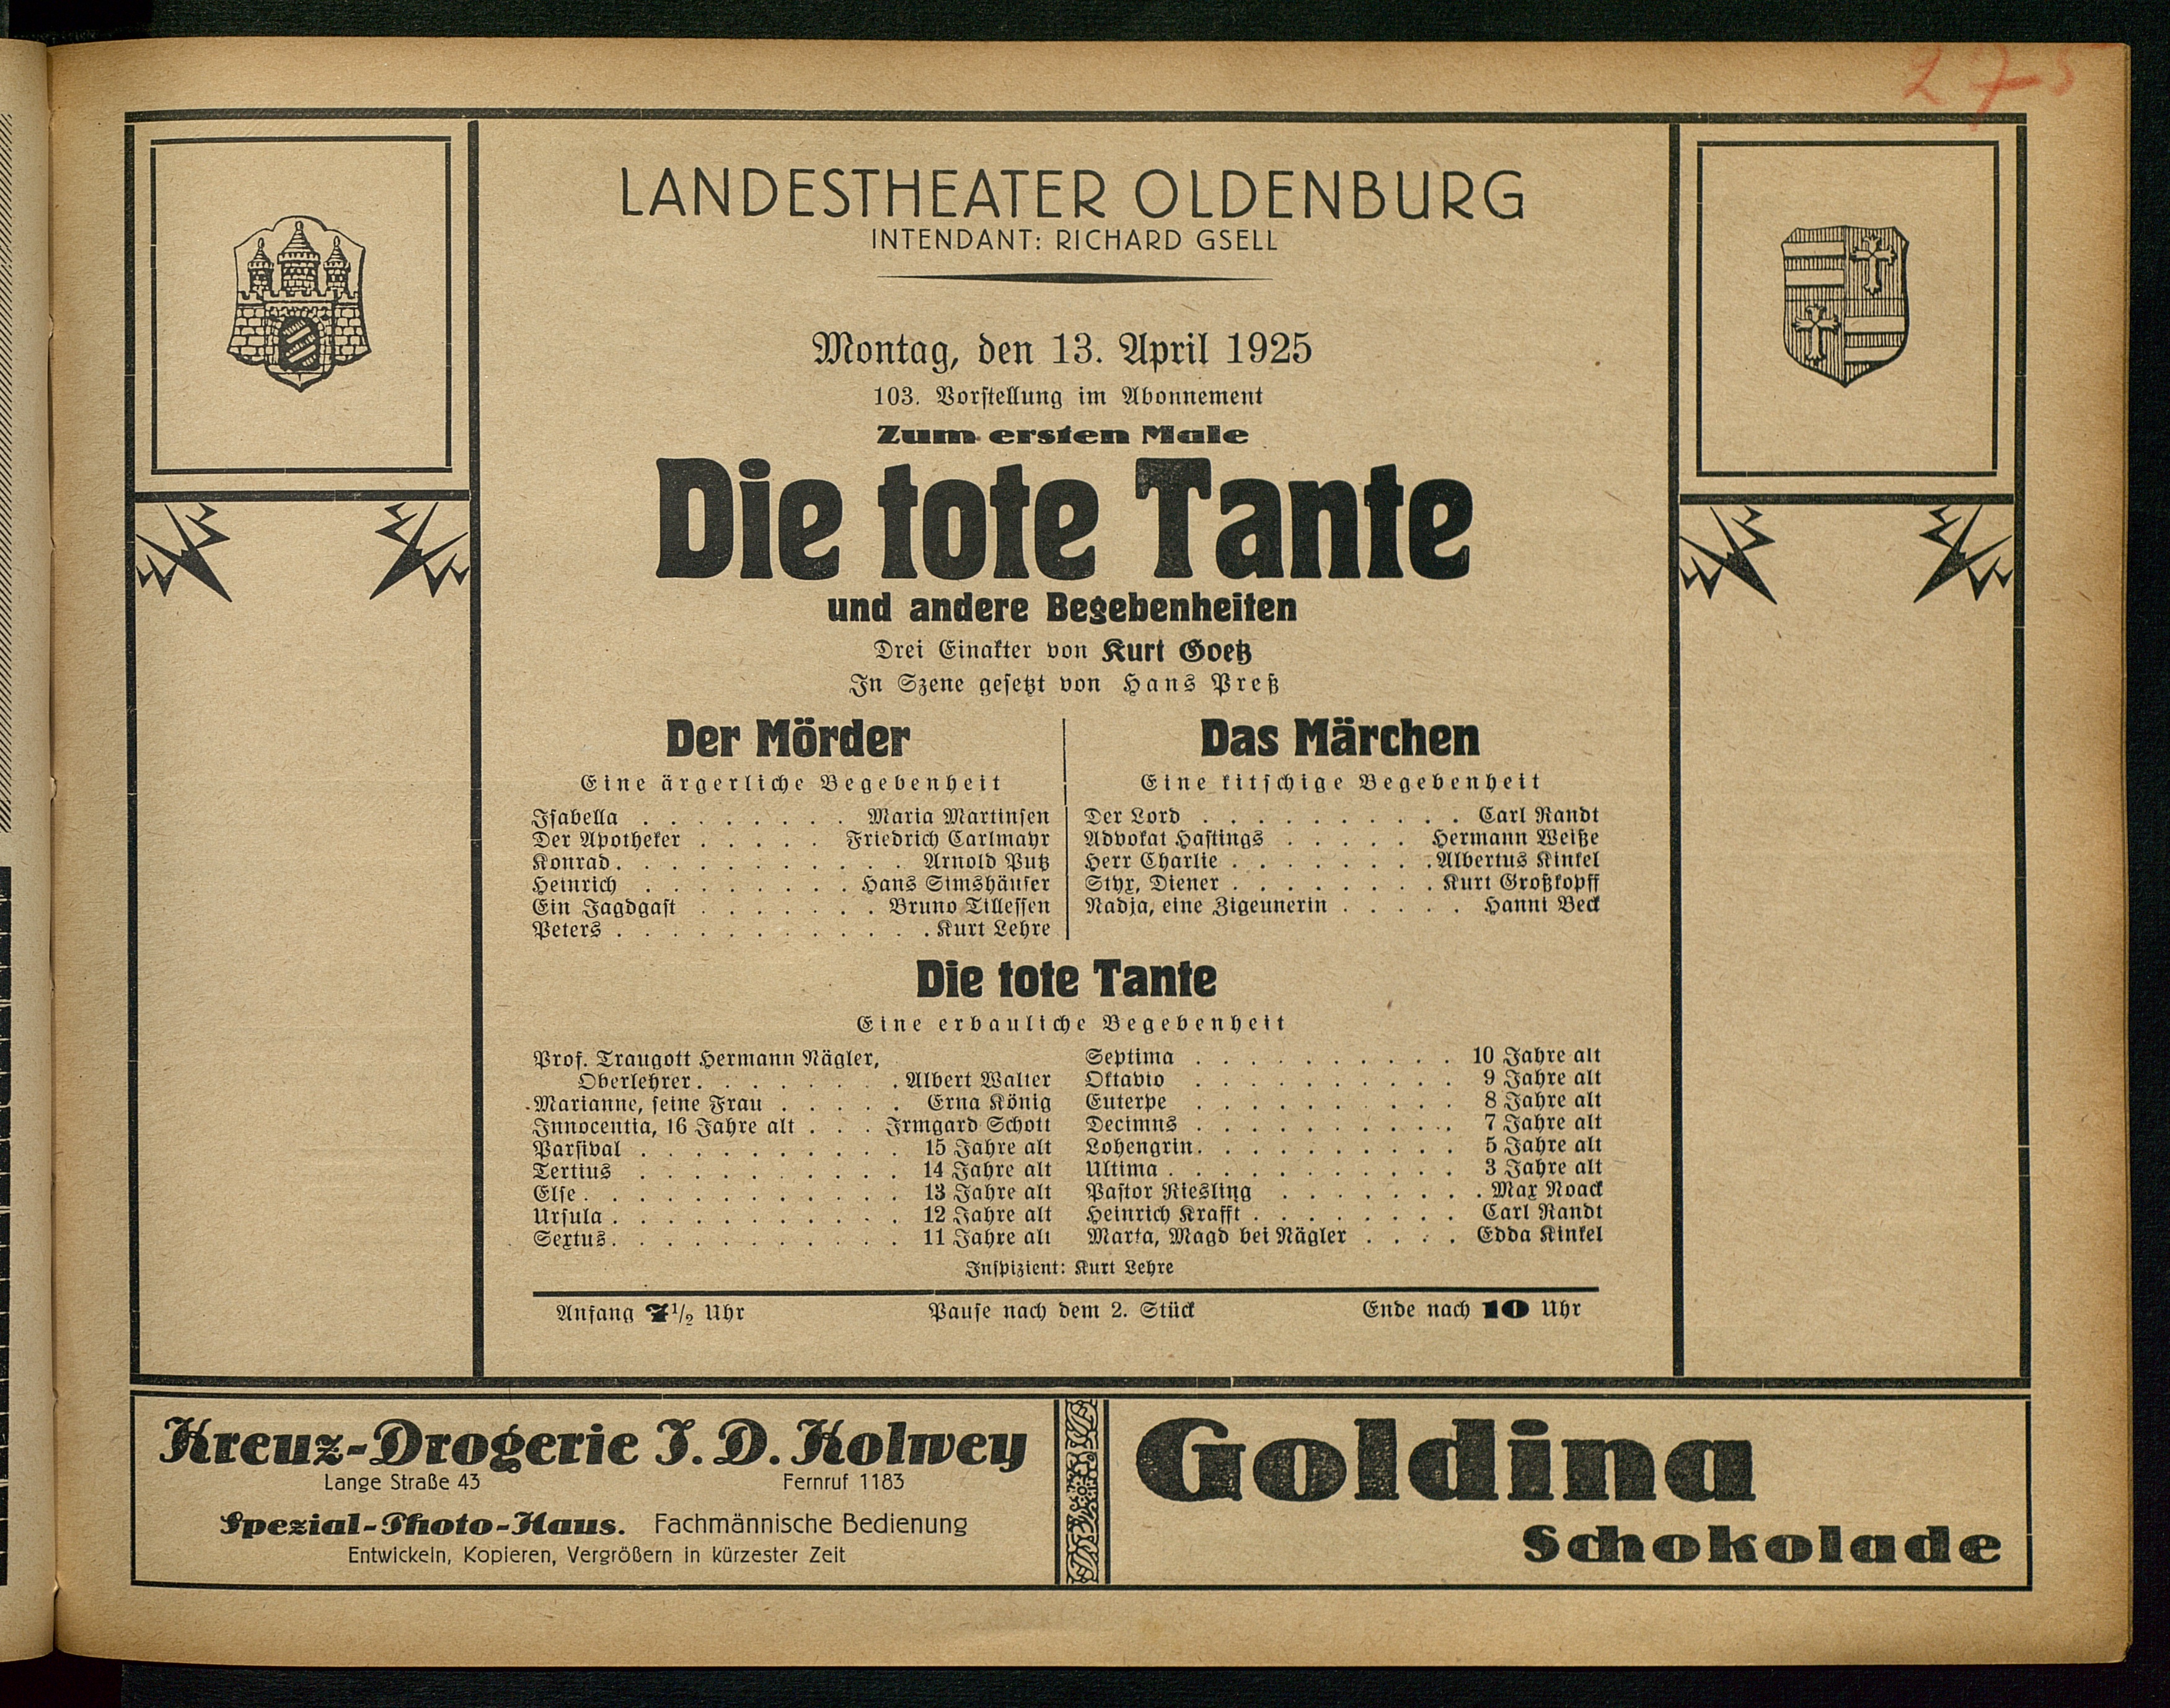 275
LANDESTHEATER OLDENBURG
INTENDANT: RICHARD GSELL
Montag, den 13. April 1925
103. Vorstellung im Abonnement
Zum ersten Male
Die tote Tante
und andere Begebenheiten
Drei Einakter von Kurt Goetz
In Szene gesetzt von Hans Preß
Der Mörder
Eine ärgerliche Begebenheit
Isabella . . . . . . . . Maria Martinsen
Der Apotheker . . . . . Friedrich Carlmayr
Konrad. . . . . . . . . . . Arnold Putz
Heinrich . . . . . . . . Hans Simshäuser
Ein Jagdgast . . . . . . . Bruno Tillessen
Peters . . . . . . . . . . . . Kurt Lehre
Das Märchen
Eine kitschige Begebenheit
Der Lord . . . . . . . . . . Carl Randt
Advokat Hastings . . . . . Hermann Weiße
Herr Charlie . . . . . . . . Albertus Kinkel
Styx, Diener . . . . . . . . Kurt Großkopff
Nadja, eine Zigeunerin . . . . . Hanni Beck
Die tote Tante
Eine erbauliche Begebenheit
Prof. Traugott Hermann Nägler,
Oberlehrer. . . . . . . . Albert Walter
Marianne, seine Frau . . . . . Erna König
Innocentia, 16 Jahre alt . . . Irmgard Schott
Parsival . . . . . . . . . . 15 Jahre alt
Tertius . . . . . . . . . . 14 Jahre alt
Else . . . . . . . . . . . . 13 Jahre alt
Ursula . . . . . . . . . . . 12 Jahre alt
Sextus. . . . . . . . . . . 11 Jahre alt
Septima . . . . . . . . . . 10 Jahre alt
Oktavio . . . . . . . . . . 9 Jahre alt
Euterpe . . . . . . . . . . 8 Jahre alt
Decimns . . . . . . . . . . 7 Jahre alt
Lohengrin. . . . . . . . . . 5 Jahre alt
Ultima . . . . . . . . . . . 3 Jahre alt
Pastor Riesling . . . . . . . . Max Noack
Heinrich Krafft . . . . . . . . Carl Randt
Marta, Magd bei Nägler . . . . Edda Kinkel
Inspizient: Kurt Lehre
Anfang 7 1/2 Uhr Pause nach dem 2. Stück Ende nach 10 Uhr
Kreuz-Drogerie J. D. Kolwey
Lange Straße 43 Fernruf 1183
Spezial-Photo-Haus. Fachmännische Bedienung
Entwickeln, Kopieren, Vergrößern in kürzester Zeit
Goldina
Schokolade